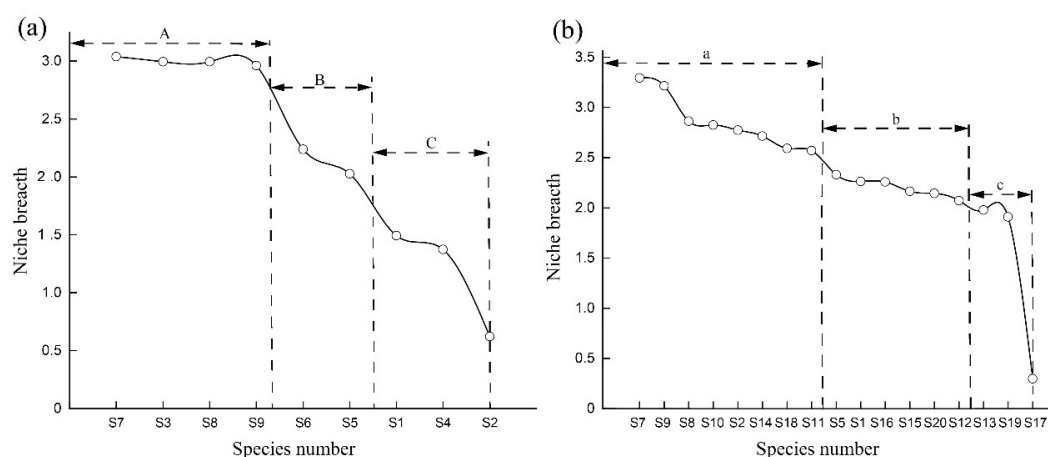 (a)
A
B
C
3.0
2.5
2.0
1.5
1.0
0.5
0
Niche breacth
S7 S3 S8 S9 S6 S5 S1 S4 S2
Species number
(b)
a
b
c
3.5
3.0
2.5
2.0
1.5
1.0
0.5
0
Niche breacth
S7 S9 S8 S10 S2 S14 S18 S11 S5 S1 S16 S15 S20 S12 S13 S19 S17
Species number